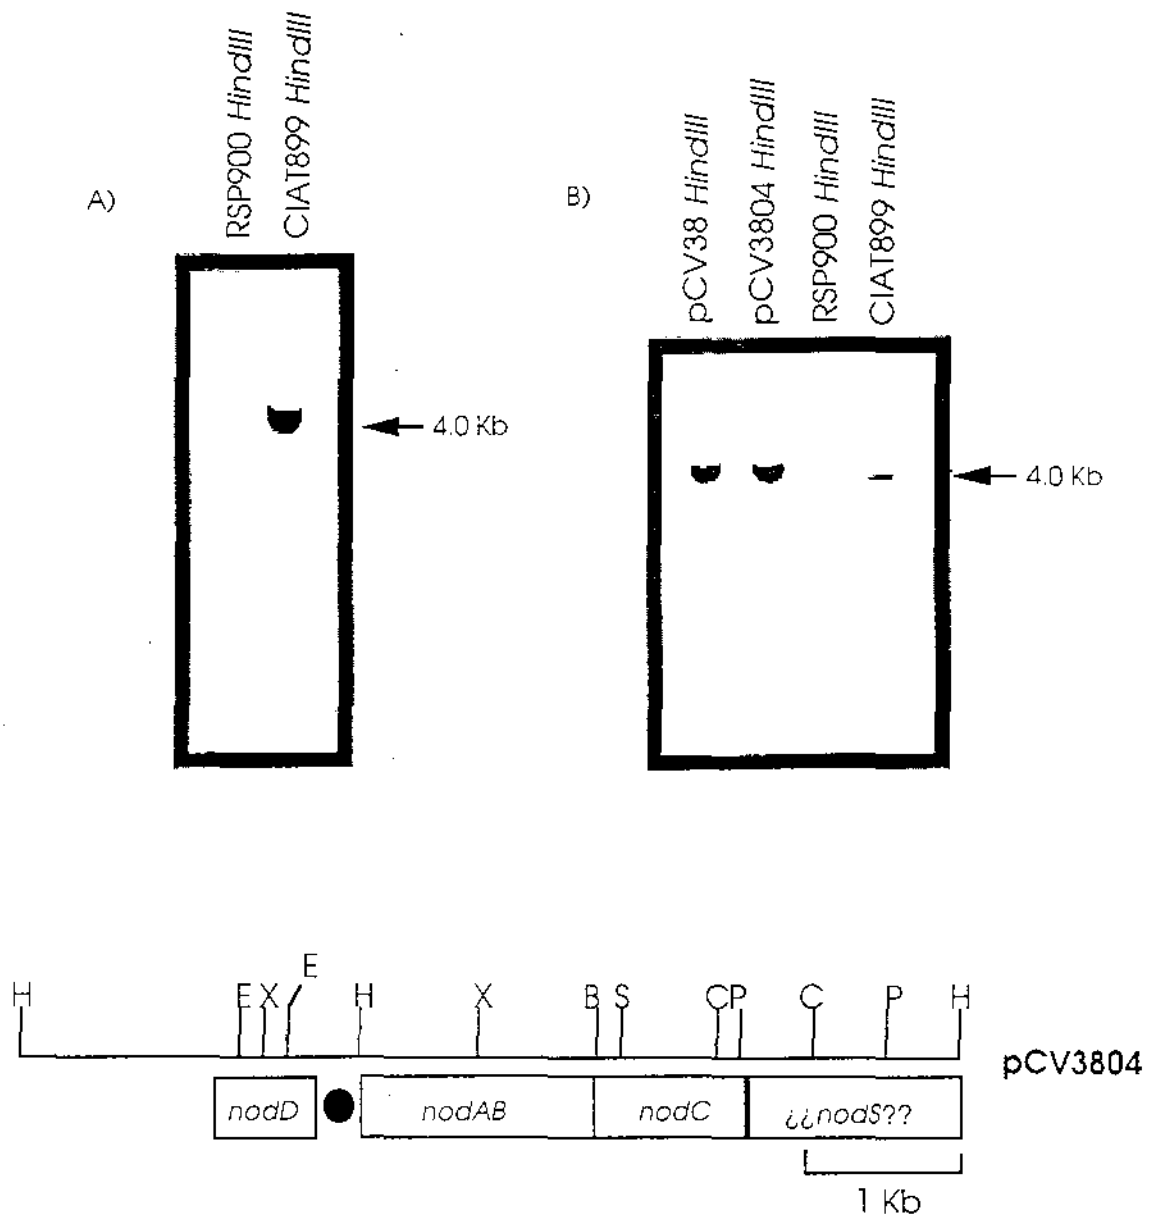 A)
RSP900 HindIII
CIAT899 HindIII
4.0 Kb
B)
pCV38 HindIII
pCV3804 HindIII
RSP900 HindIII
CIAT899 HindIII
4.0 Kb
H E X E H X B S C P C P H
pCV3804
nodD nodAB nodC ¿¿nodS??
1 Kb